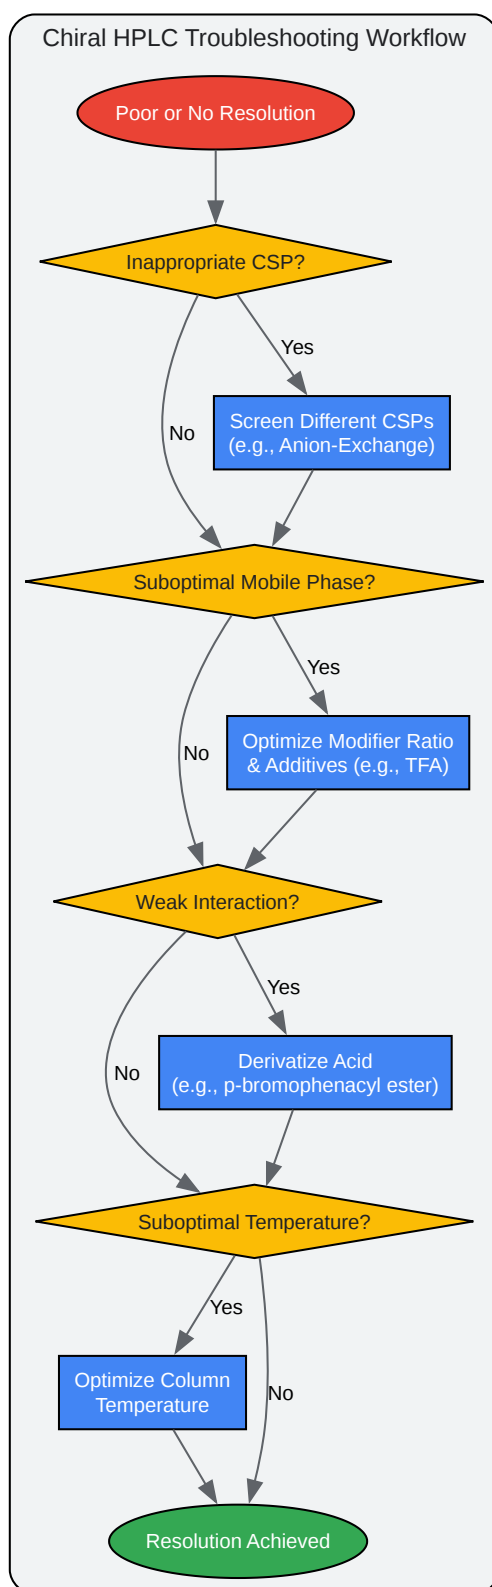 Chiral HPLC Troubleshooting Workflow
Poor or No Resolution
Inappropriate CSP?
Yes
Screen Different CSPs
(e.g., Anion-Exchange)
No
Suboptimal Mobile Phase?
Yes
Optimize Modifier Ratio
& Additives (e.g., TFA)
No
Weak Interaction?
Yes
Derivatize Acid
(e.g., p-bromophenacyl ester)
No
Suboptimal Temperature?
Yes
Optimize Column
Temperature
No
Resolution Achieved